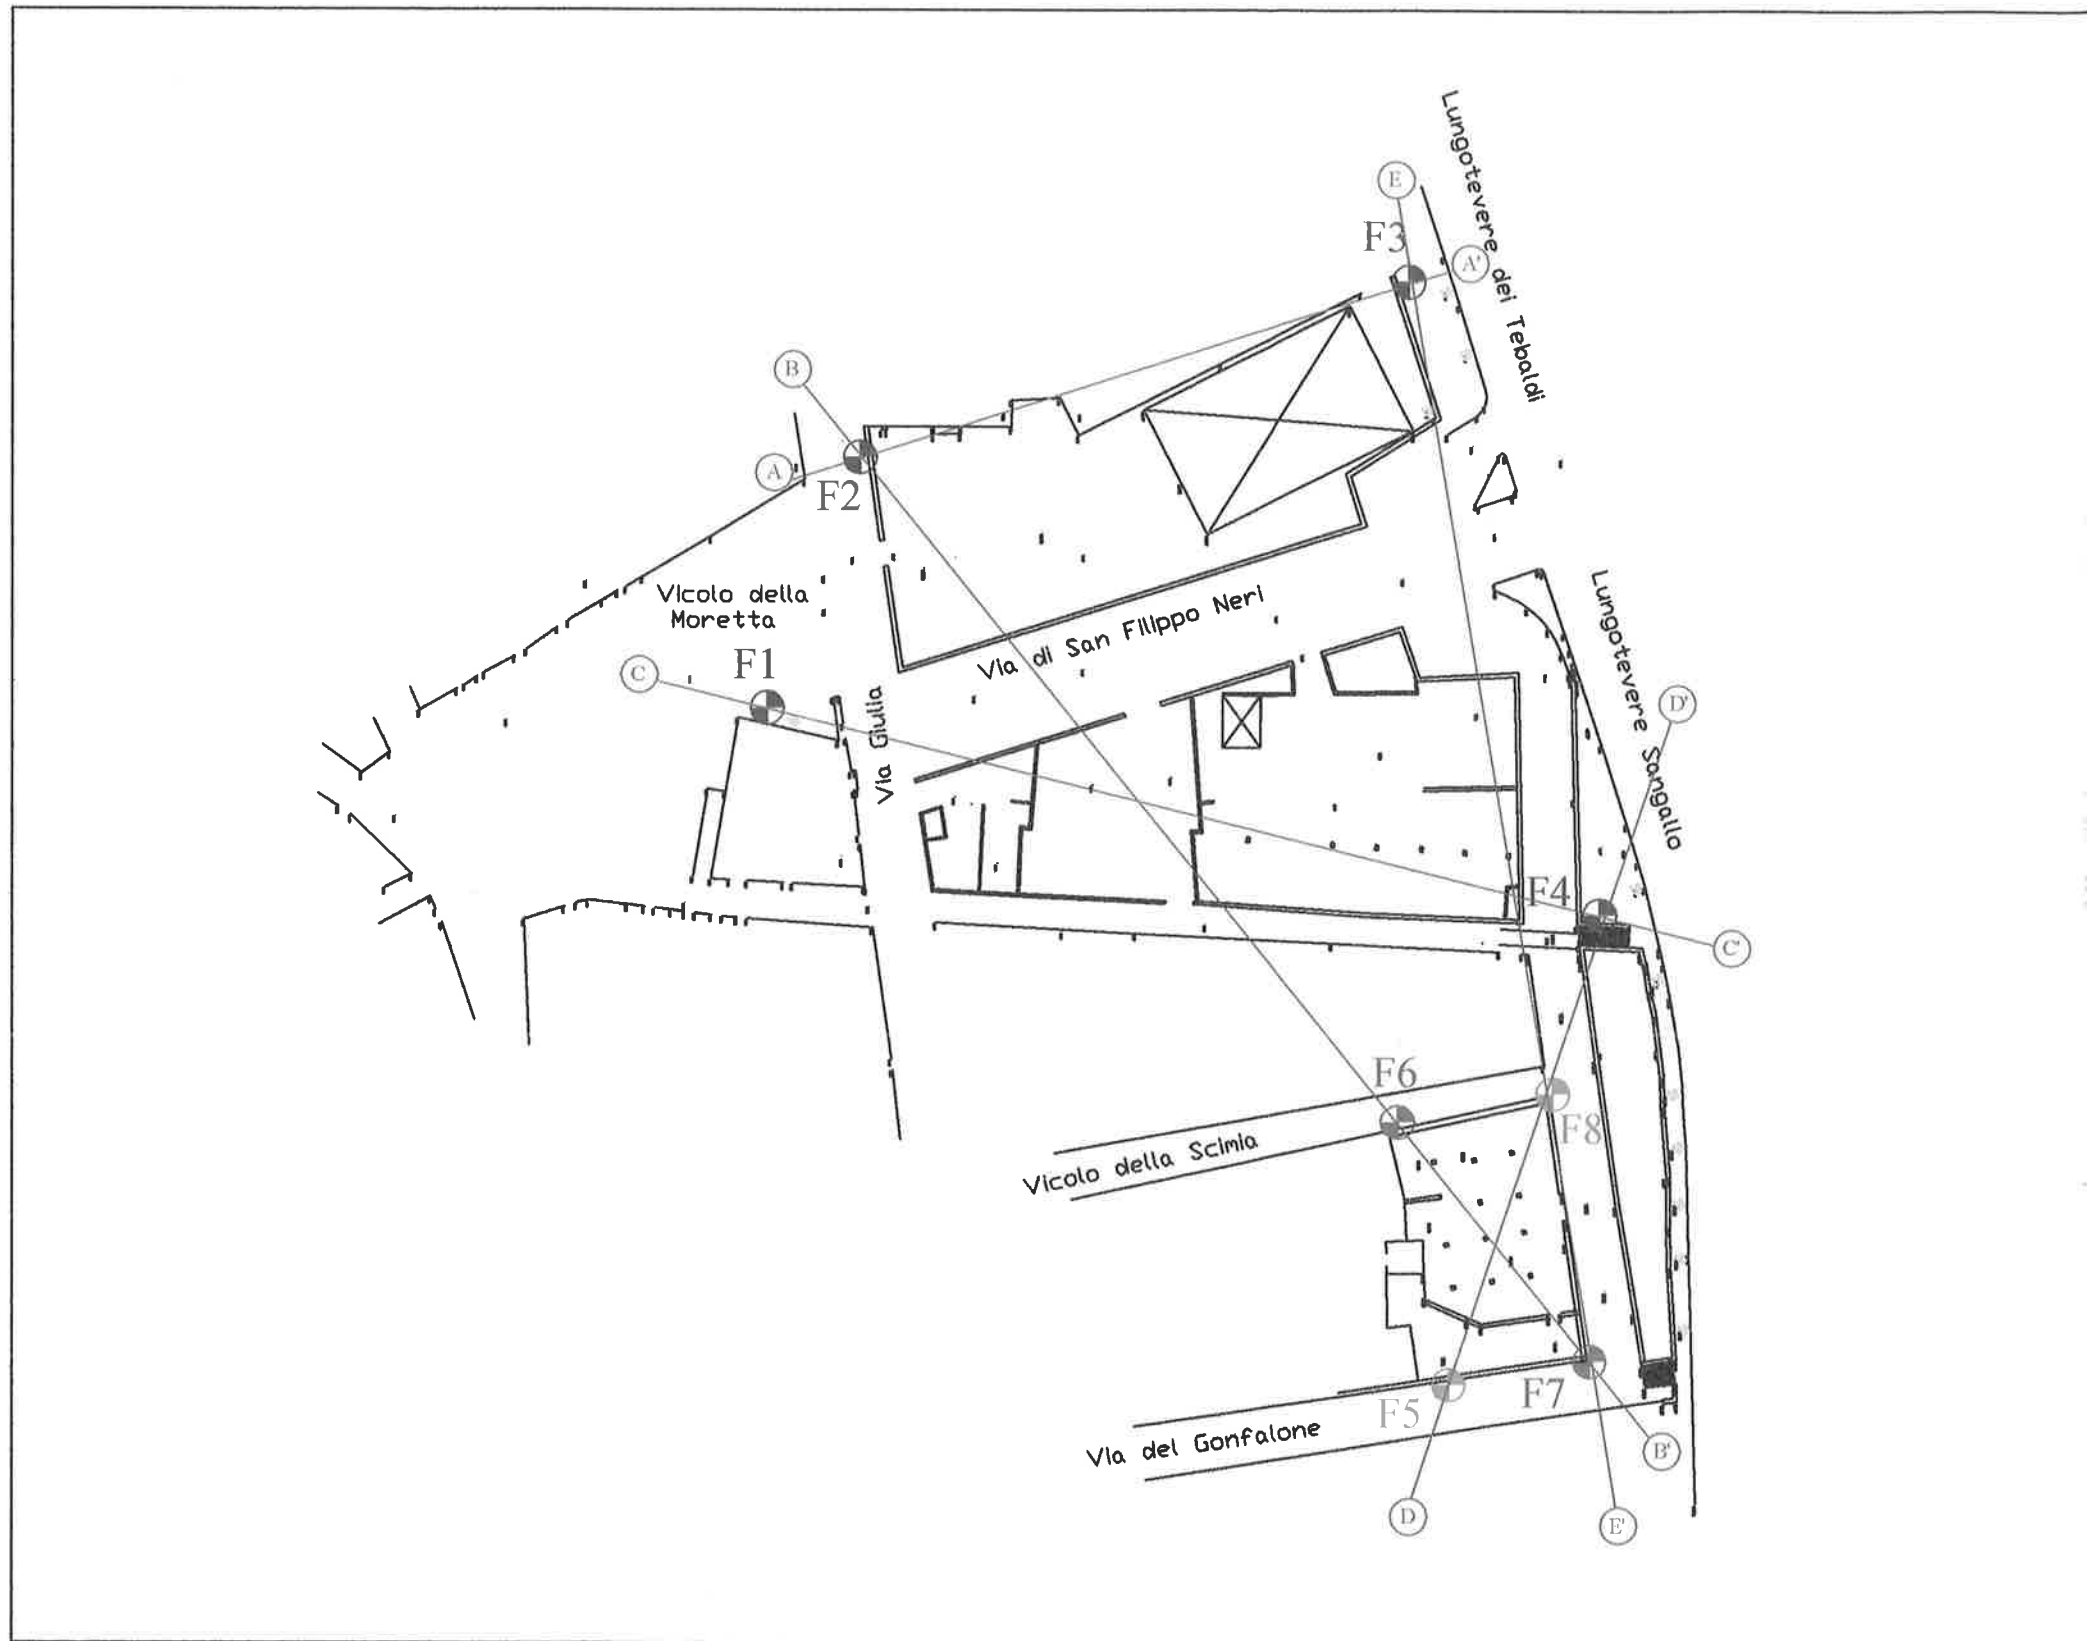 Lungotevere dei Tebaldi
E
F3
A'
B
A
F2
Vicolo della
Moretta
Via di San Filippo Neri
Lungotevere Sangallo
F1
C
Via Giulia
D'
F4
C'
F6
F8
Vicolo della Scimia
F7
F5
Via del Gonfalone
B'
D
E'